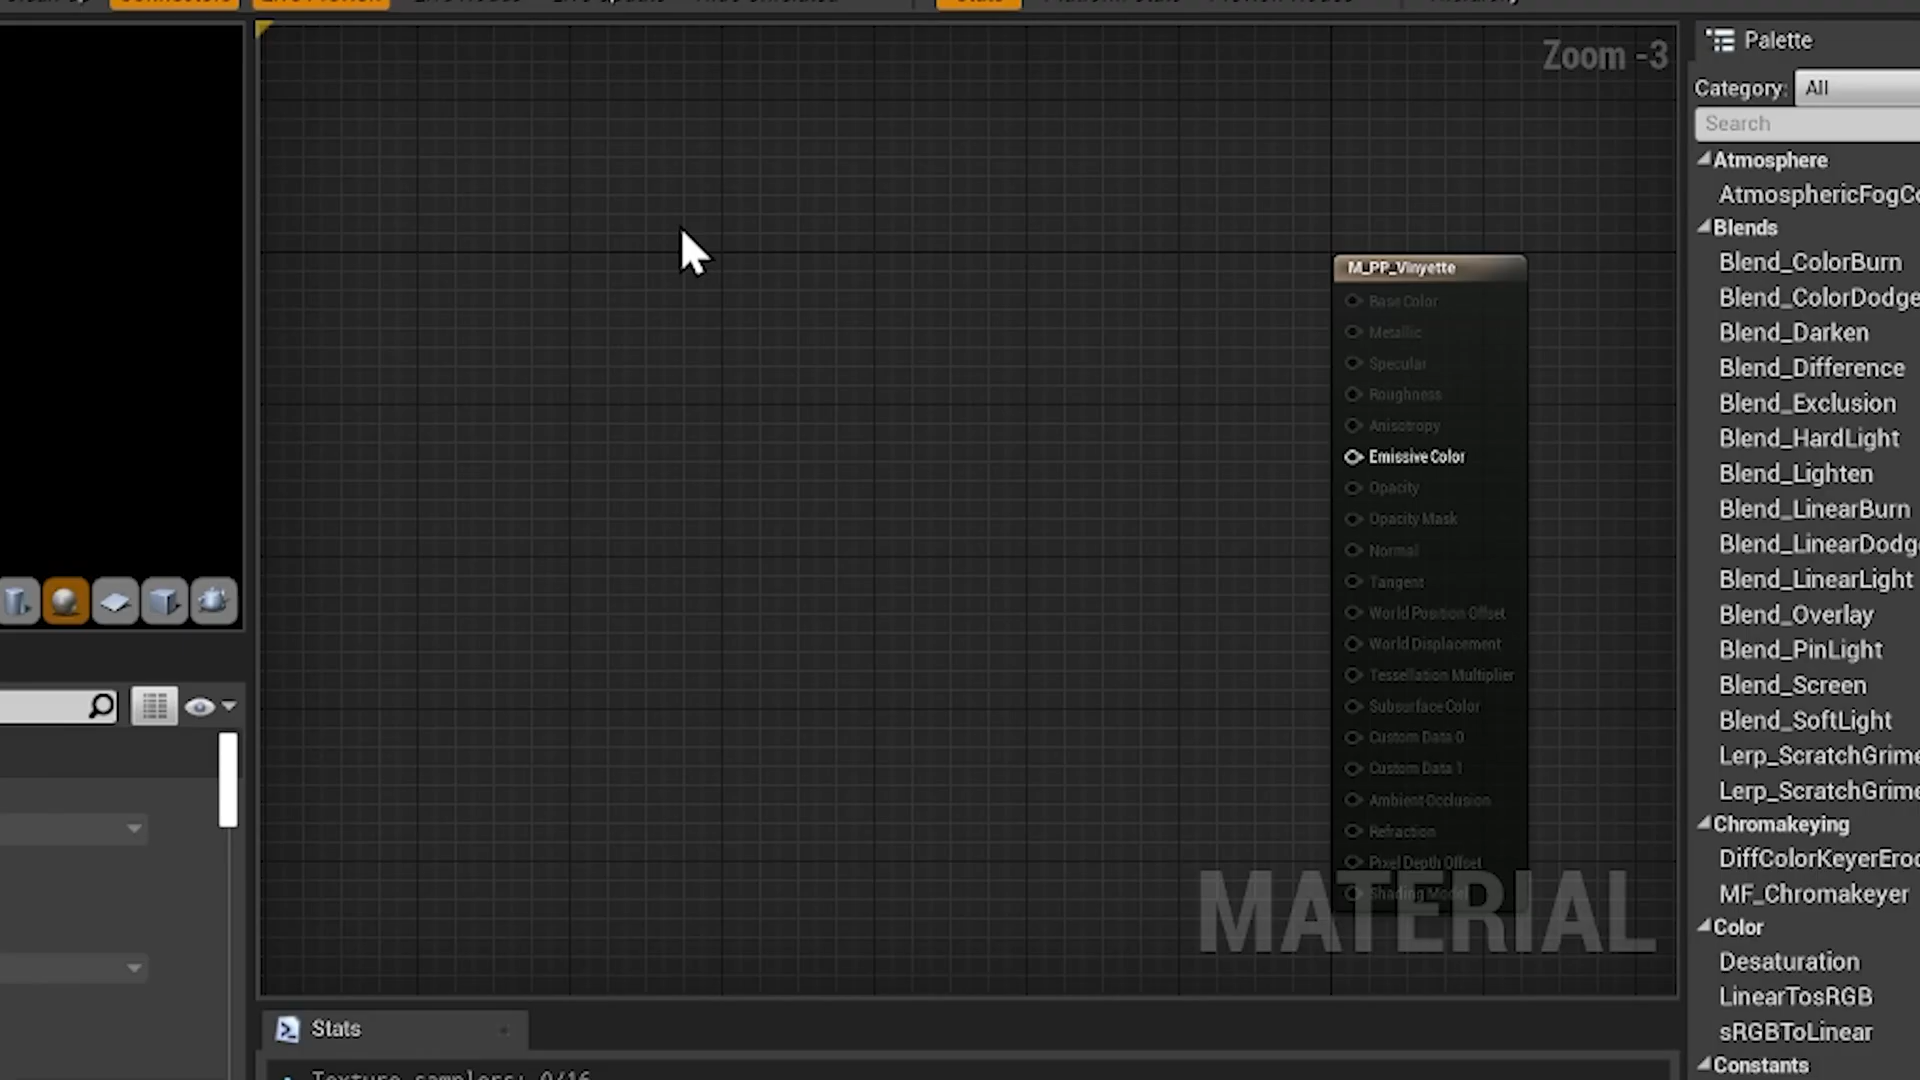 Zoom -3
Palette
Category: All
Search
Atmosphere
AtmosphericFogCo
Blends
Blend_ColorBurn
Blend_ColorDodge
Blend_Darken
Blend_Difference
Blend_Exclusion
Blend_HardLight
Blend_Lighten
Blend_LinearBurn
Blend_LinearDodg
Blend_LinearLight
Blend_Overlay
Blend_PinLight
Blend_Screen
Blend_SoftLight
Lerp_ScratchGrime
Lerp_ScratchGrime
Chromakeying
DiffColorKeyerEroc
MF_Chromakeyer
Color
Desaturation
LinearTosRGB
sRGBToLinear
Constants
M_PP_Vinyette
Base Color
Metallic
Specular
Roughness
Anisotropy
Emissive Color
Opacity
Opacity Mask
Normal
Tangent
World Position Offset
World Displacement
Tessellation Multiplier
Subsurface Color
Custom Data 0
Custom Data 1
Ambient Occlusion
Refraction
Pixel Depth Offset
Shading Model
MATERIAL
Stats
Texture samplers: 0/16